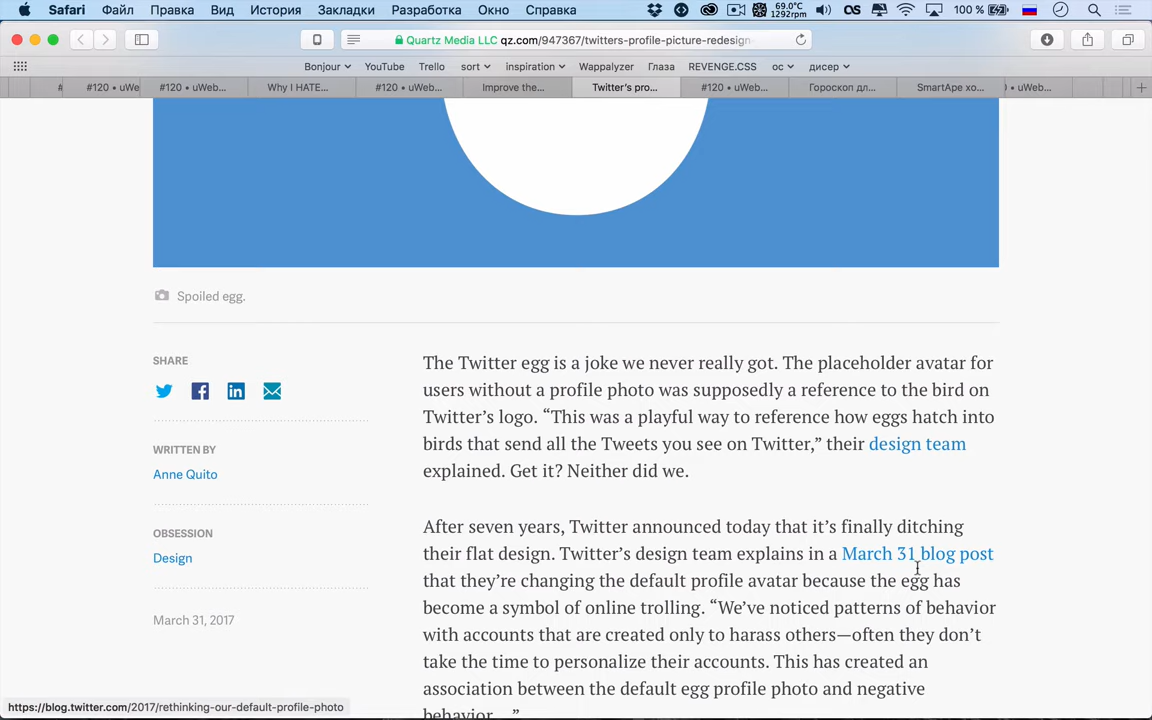 Safari Файл Правка Вид История Закладки Разработка Окно Справка 69.0°C 1292rpm 100 %
Quartz Media LLC qz.com/947367/twitters-profile-picture-redesign-
Bonjour YouTube Trello sort inspiration Wappalyzer Глаза REVENGE.CSS ос дисер
# #120 • uWe #120 • uWeb... Why I HATE... #120 • uWeb... Improve the... Twitter's pro... #120 • uWeb... Гороскоп дл... SmartApe хо... • uWeb...
Spoiled egg.
SHARE
WRITTEN BY
Anne Quito
OBSESSION
Design
March 31, 2017
The Twitter egg is a joke we never really got. The placeholder avatar for
users without a profile photo was supposedly a reference to the bird on
Twitter’s logo. “This was a playful way to reference how eggs hatch into
birds that send all the Tweets you see on Twitter,” their design team
explained. Get it? Neither did we.
After seven years, Twitter announced today that it’s finally ditching
their flat design. Twitter’s design team explains in a March 31 blog post
that they’re changing the default profile avatar because the egg has
become a symbol of online trolling. “We’ve noticed patterns of behavior
with accounts that are created only to harass others—often they don’t
take the time to personalize their accounts. This has created an
association between the default egg profile photo and negative
behavior...”
https://blog.twitter.com/2017/rethinking-our-default-profile-photo